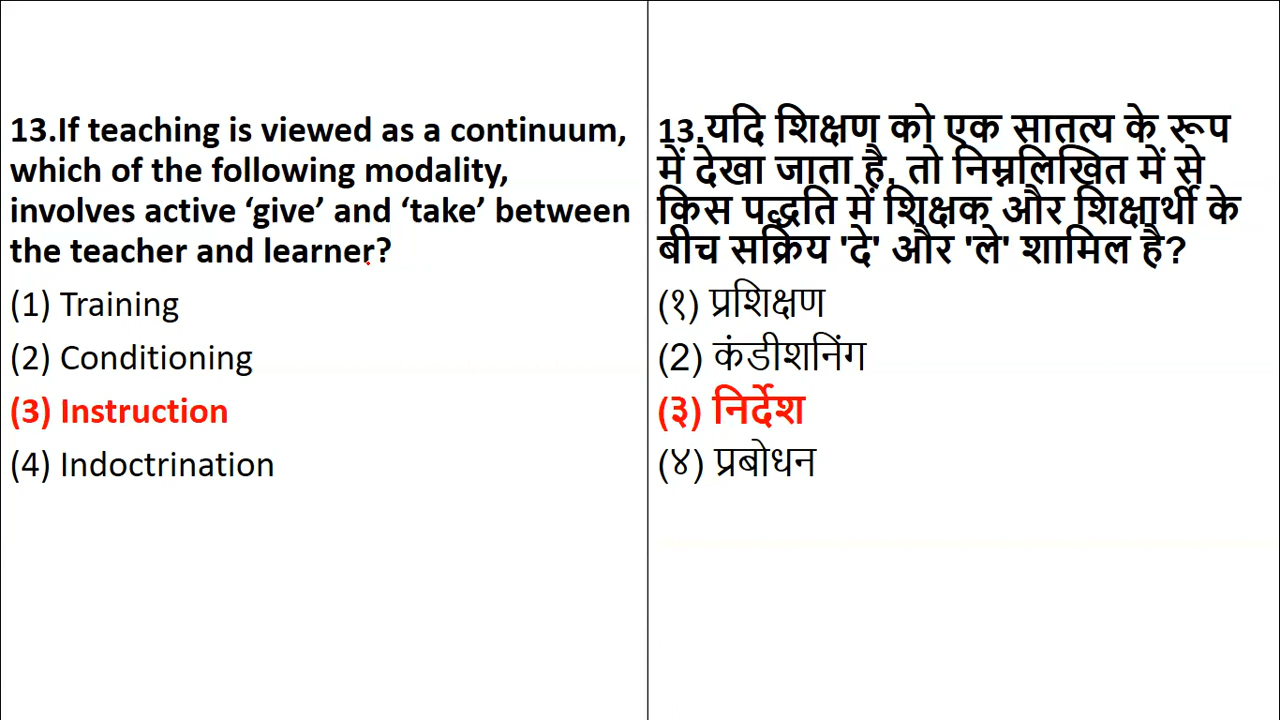 13.If teaching is viewed as a continuum,
which of the following modality,
involves active ‘give’ and ‘take’ between
the teacher and learner?
(1) Training
(2) Conditioning
(3) Instruction
(4) Indoctrination
13.यदि शिक्षण को एक सातत्य के रूप
में देखा जाता है, तो निम्नलिखित में से
किस पद्धति में शिक्षक और शिक्षार्थी के
बीच सक्रिय 'दे' और 'ले' शामिल है?
(१) प्रशिक्षण
(2) कंडीशनिंग
(३) निर्देश
(४) प्रबोधन